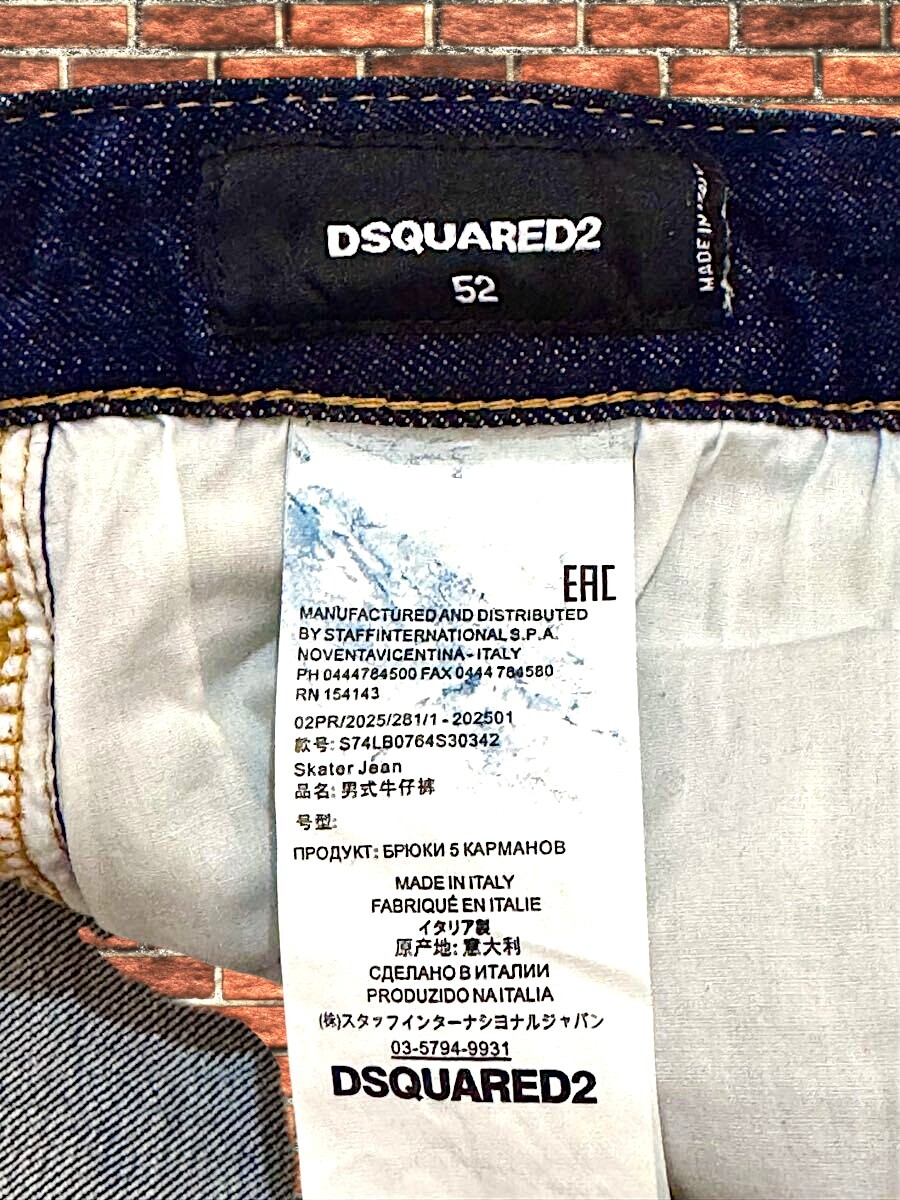 DSQUARED2
52
MADE IN ITALY
EAC
MANUFACTURED AND DISTRIBUTED
BY STAFFINTERNATIONAL S.P.A.
NOVENTAVICENTINA - ITALY
PH 0444784500 FAX 0444 784580
RN 154143
02PR/2025/281/1 - 202501
款号: S74LB0764S30342
Skater Jean
品名: 男式牛仔裤
号型:
ПРОДУКТ: БРЮКИ 5 КАРМАНОВ
MADE IN ITALY
FABRIQUÉ EN ITALIE
イタリア製
原产地: 意大利
СДЕЛАНО В ИТАЛИИ
PRODUZIDO NA ITALIA
(株)スタッフインターナショナルジャパン
03-5794-9931
DSQUARED2